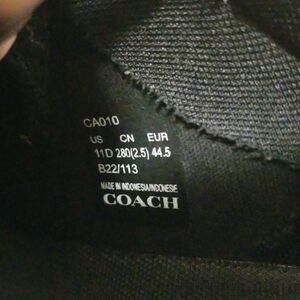 CA010
US CN EUR
11D 280(2.5) 44.5
B22/113
MADE IN INDONESIA/INDONESIE
COACH